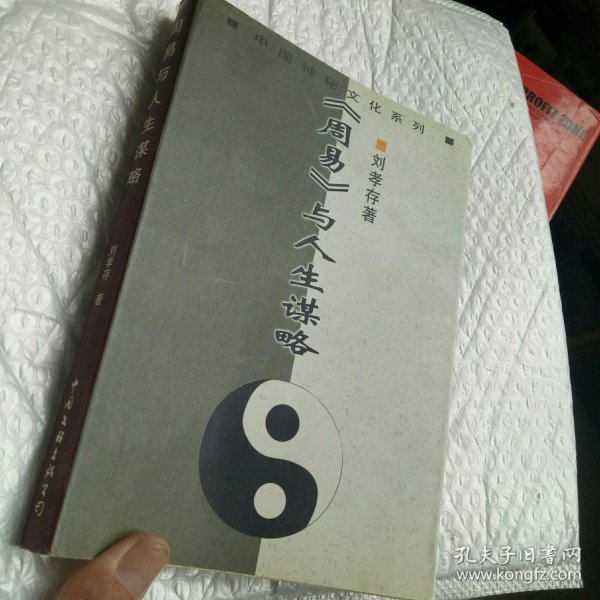 中国神秘文化系列
《周易》与人生谋略
刘孝存著
周易与人生谋略
刘孝存 著
中国文联出版公司
PROFIT ZONE
孔夫子旧书网
www.kongfz.com